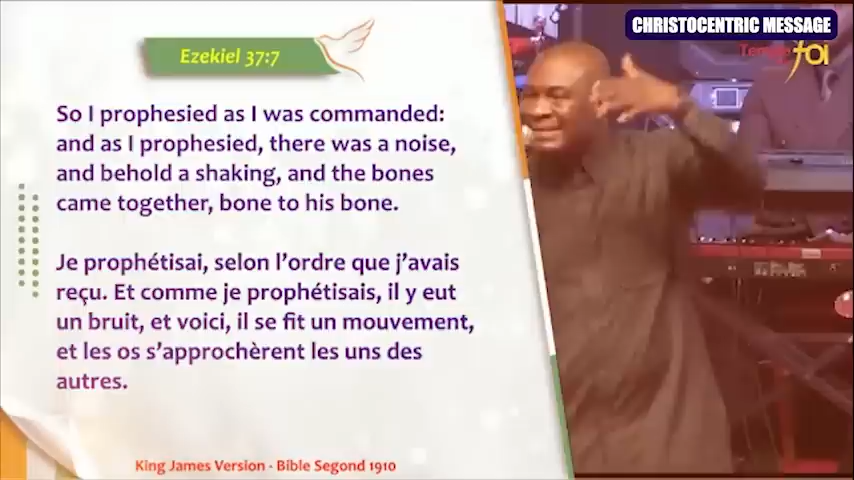 CHRISTOCENTRIC MESSAGE
Temple foi
Ezekiel 37:7
So I prophesied as I was commanded:
and as I prophesied, there was a noise,
and behold a shaking, and the bones
came together, bone to his bone.
Je prophétisai, selon l'ordre que j'avais
reçu. Et comme je prophétisais, il y eut
un bruit, et voici, il se fit un mouvement,
et les os s'approchèrent les uns des
autres.
King James Version - Bible Segond 1910